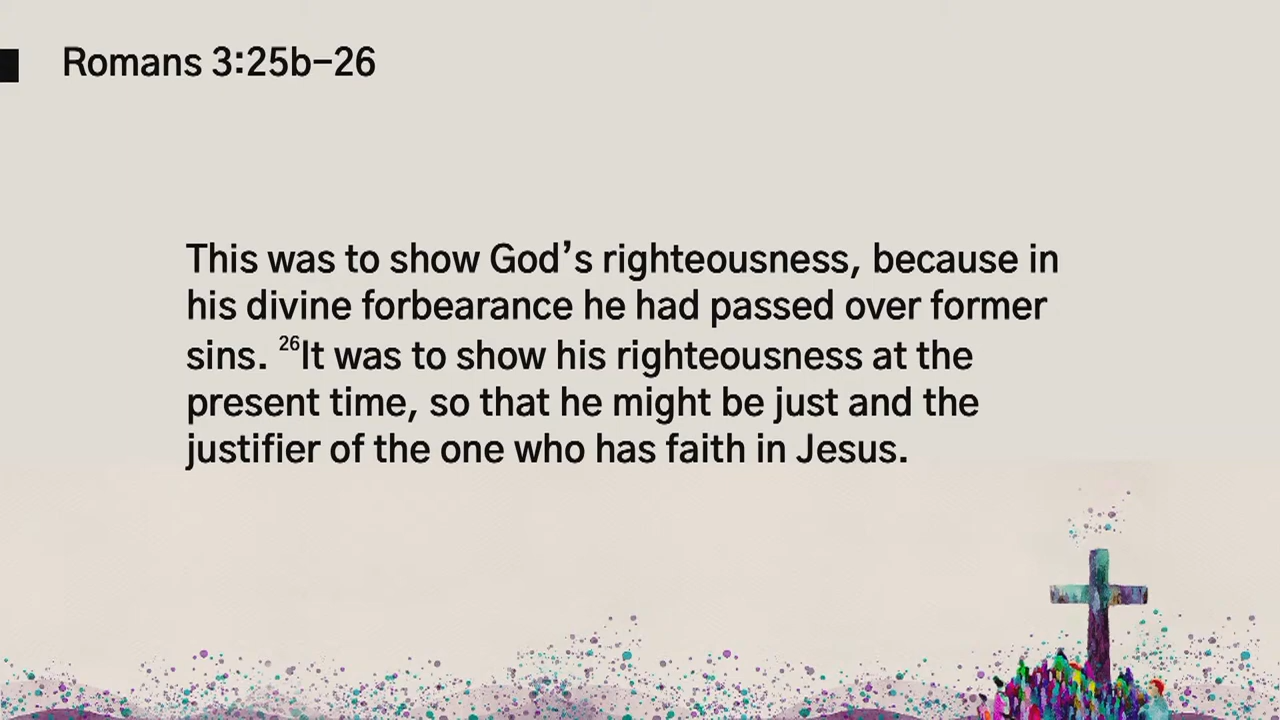 Romans 3:25b–26
This was to show God’s righteousness, because in
his divine forbearance he had passed over former
sins. 26It was to show his righteousness at the
present time, so that he might be just and the
justifier of the one who has faith in Jesus.